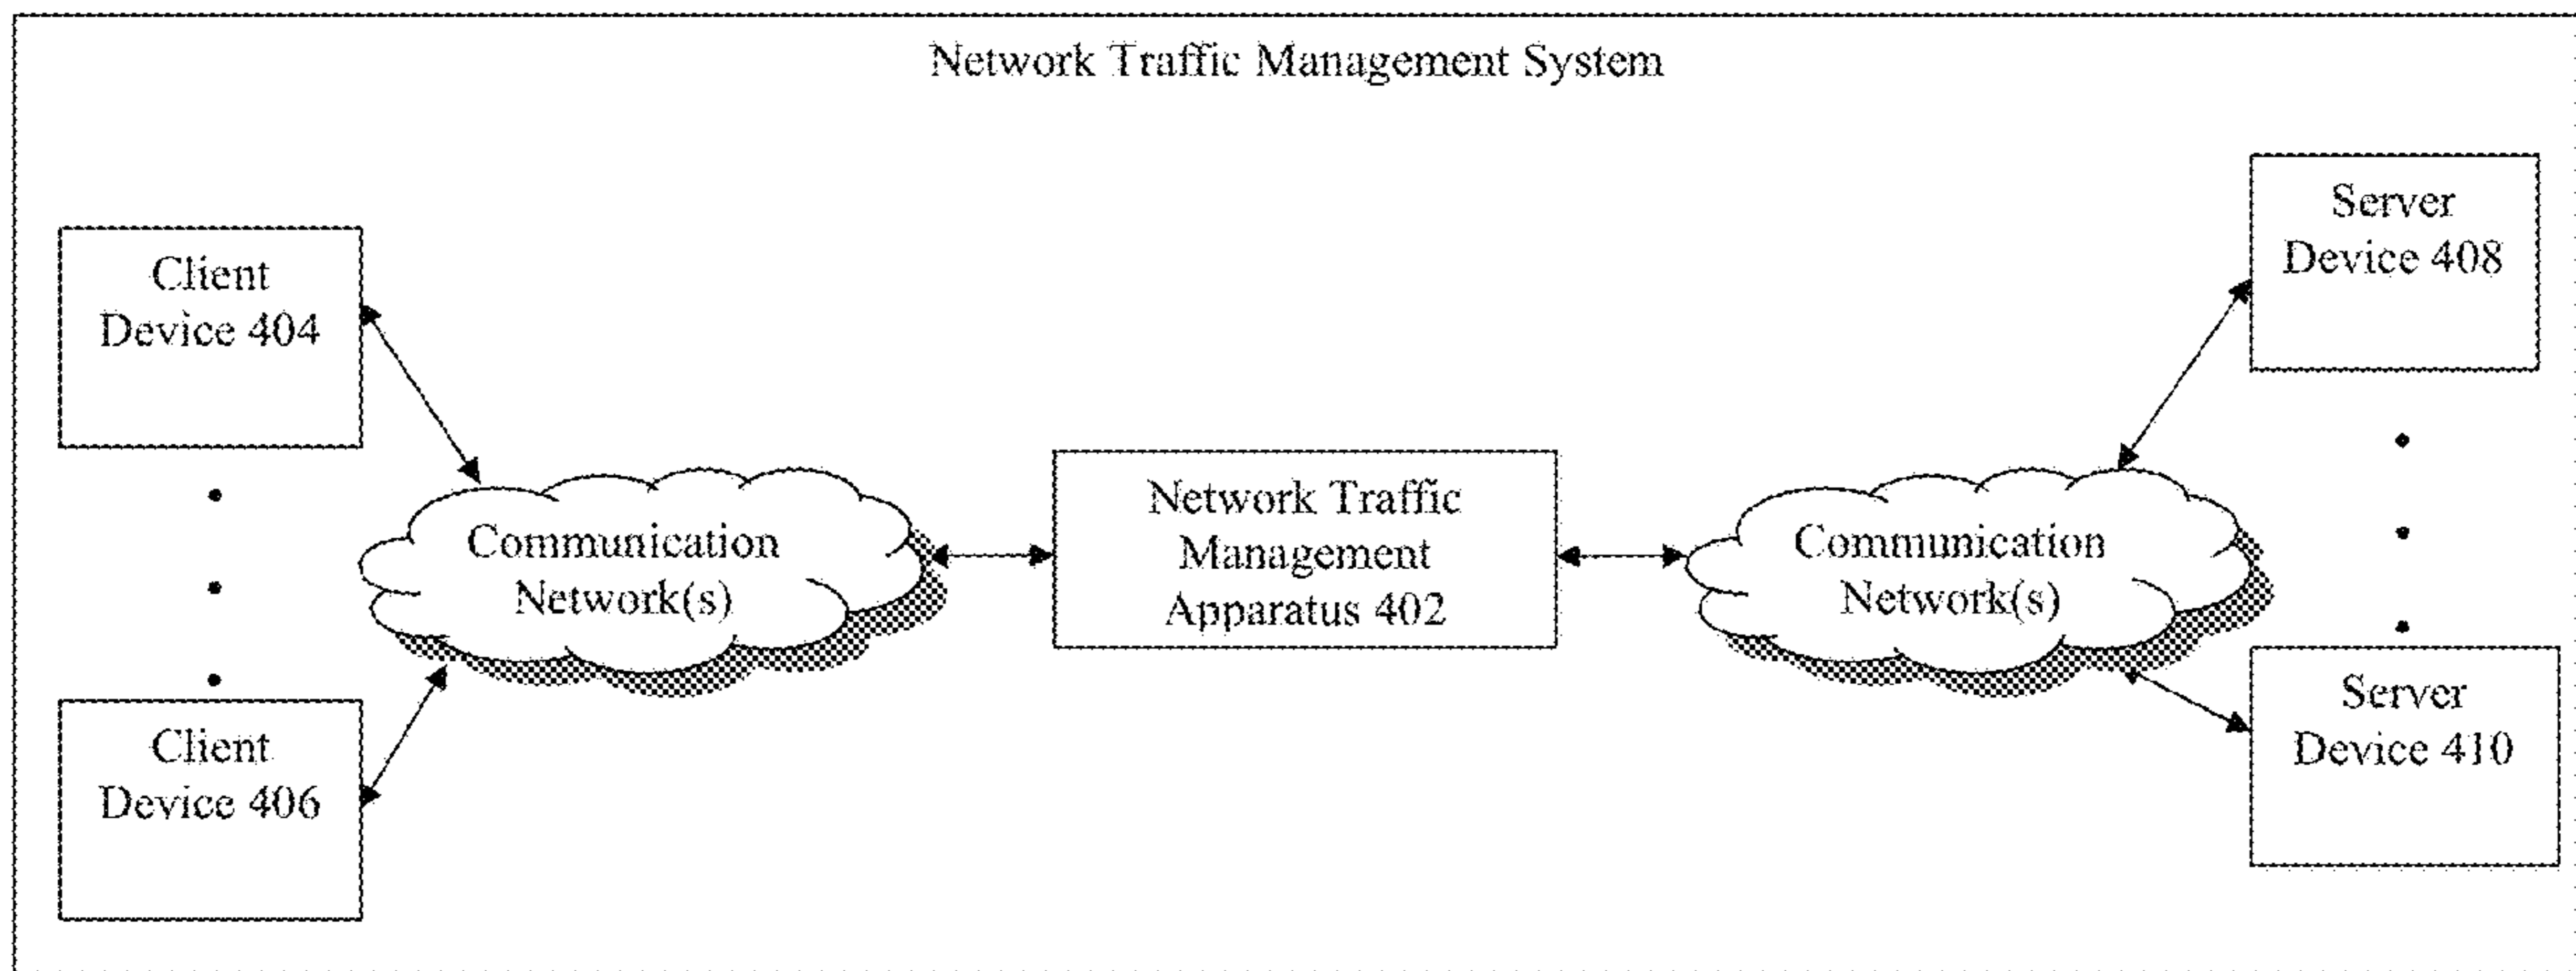 Network Traffic Management System
Client
Device 404
Client
Device 406
Communication
Network(s)
Network Traffic
Management
Apparatus 402
Communication
Network(s)
Server
Device 408
Server
Device 410